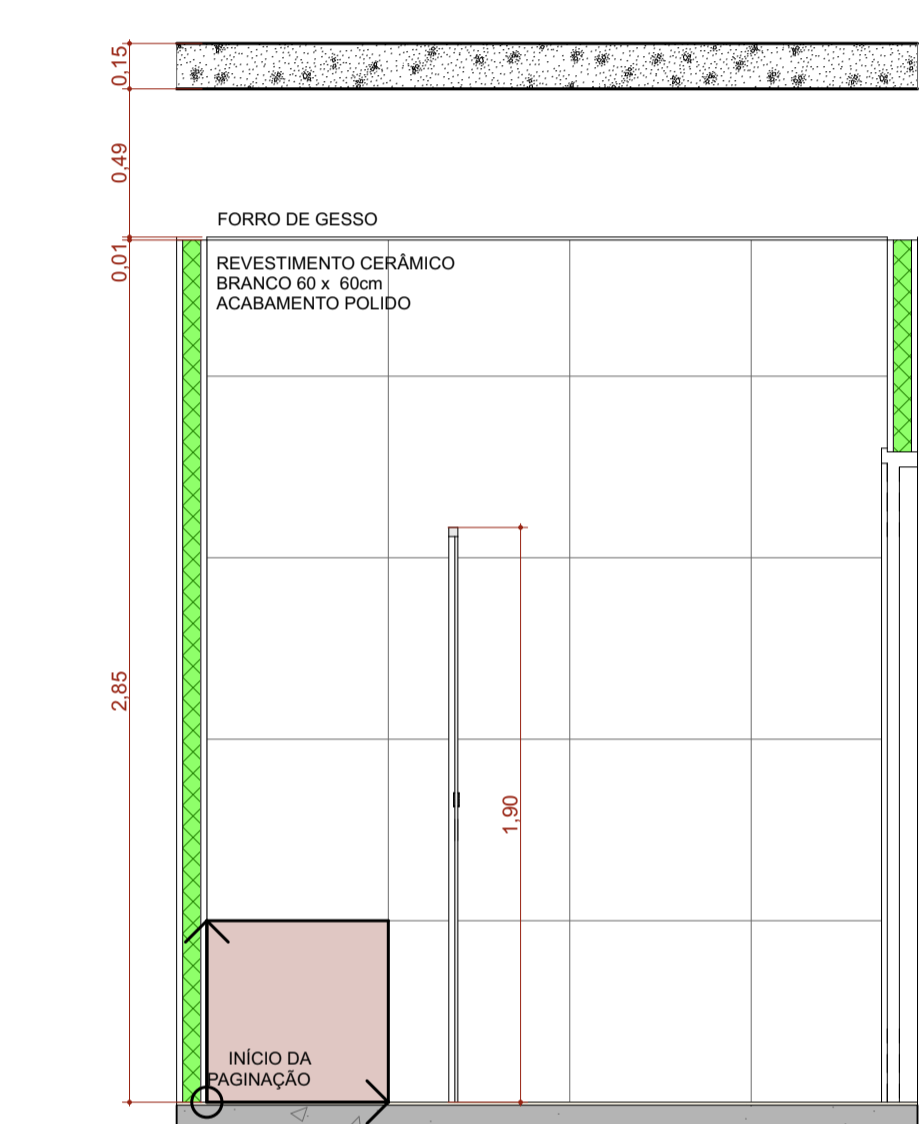 0,15
0,49
FORRO DE GESSO
0,01
REVESTIMENTO CERÂMICO
BRANCO 60 x 60cm
ACABAMENTO POLIDO
2,85
1,90
INÍCIO DA
PAGINAÇÃO